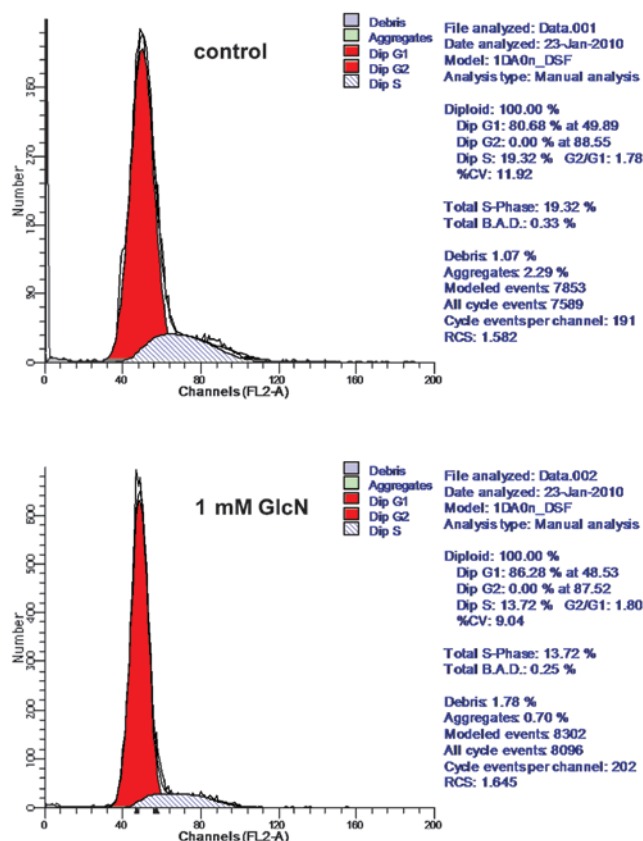 control
Debris
Aggregates
Dip G1
Dip G2
Dip S
File analyzed: Data.001
Date analyzed: 23-Jan-2010
Model: 1DA0n_DSF
Analysis type: Manual analysis
Diploid: 100.00 %
Dip G1: 80.68 % at 49.89
Dip G2: 0.00 % at 88.55
Dip S: 19.32 % G2/G1: 1.78
%CV: 11.92
Total S-Phase: 19.32 %
Total B.A.D.: 0.33 %
Debris: 1.07 %
Aggregates: 2.29 %
Modeled events: 7853
All cycle events: 7589
Cycle eventsper channel: 191
RCS: 1.582
Number
0 90 180 270 360
0 40 80 120 160 200
Channels (FL2-A)
1 mM GlcN
Debris
Aggregates
Dip G1
Dip G2
Dip S
File analyzed: Data.002
Date analyzed: 23-Jan-2010
Model: 1DA0n_DSF
Analysis type: Manual analysis
Diploid: 100.00 %
Dip G1: 86.28 % at 48.53
Dip G2: 0.00 % at 87.52
Dip S: 13.72 % G2/G1: 1.80
%CV: 9.04
Total S-Phase: 13.72 %
Total B.A.D.: 0.25 %
Debris: 1.78 %
Aggregates: 0.70 %
Modeled events: 8302
All cycle events: 8096
Cycle eventsper channel: 202
RCS: 1.645
Number
0 100 200 300 400 500 600
0 40 80 120 160 200
Channels (FL2-A)